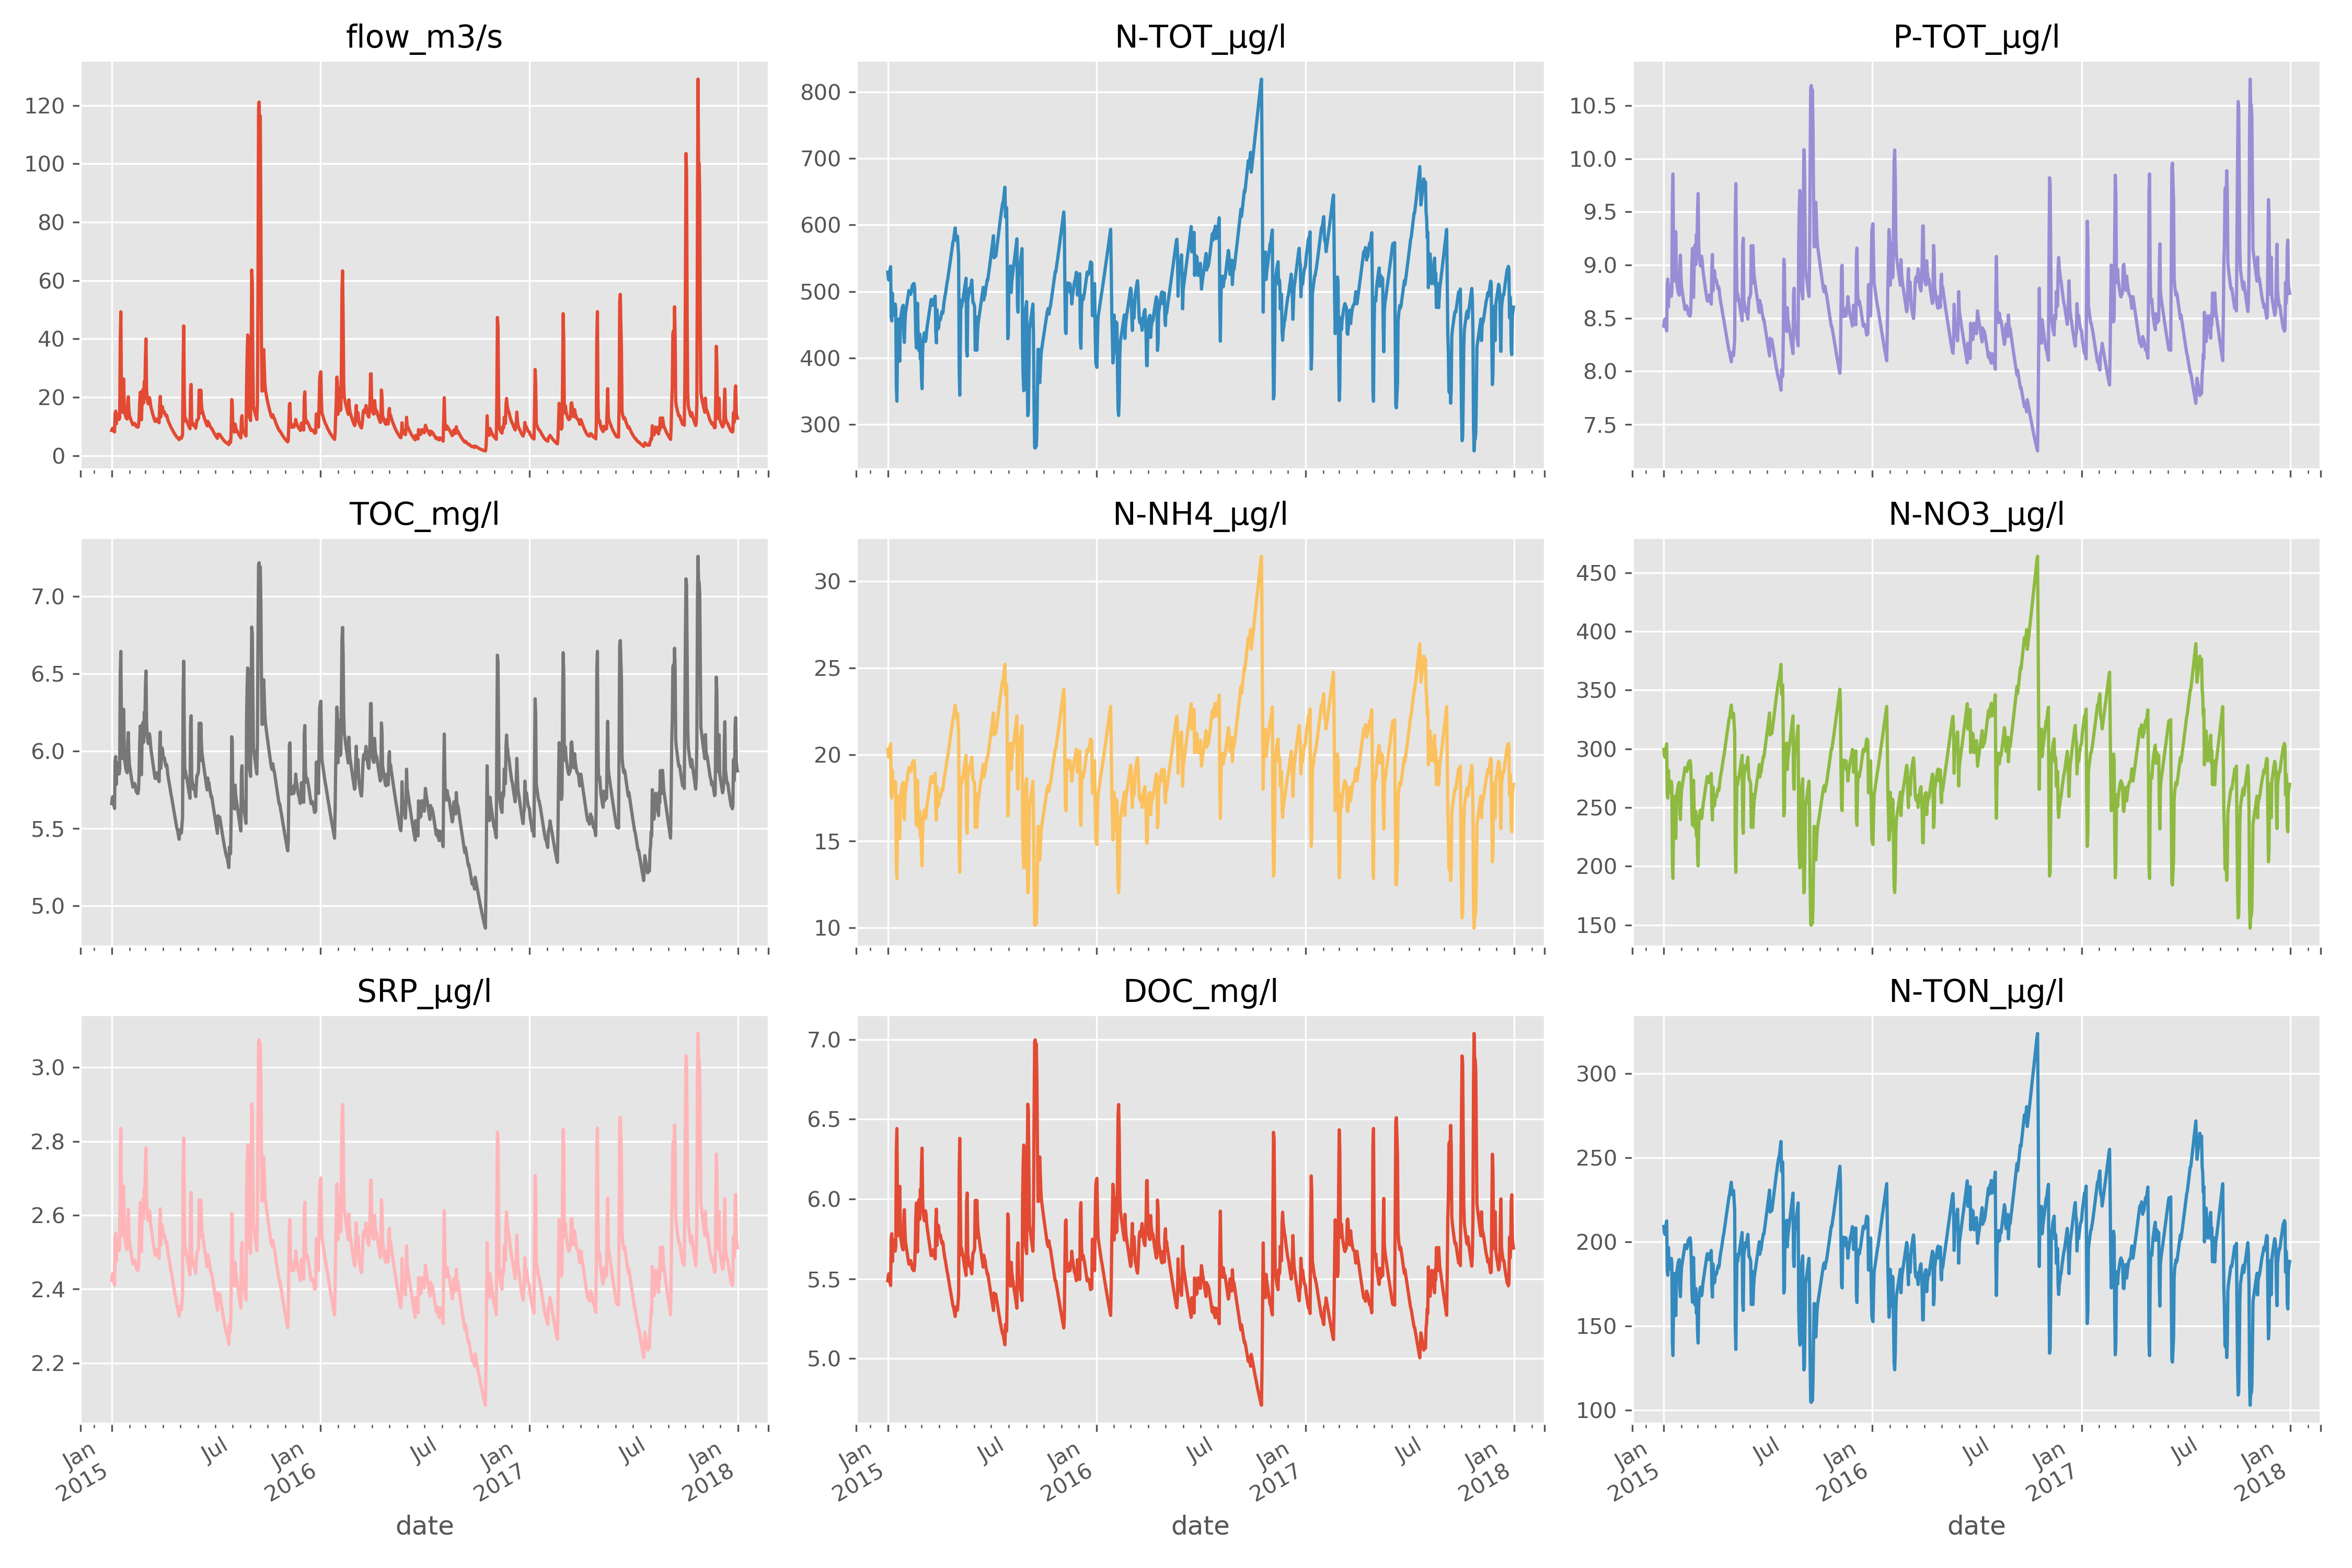 flow_m3/s
120
100
80
60
40
20
0
N-TOT_µg/l
800
700
600
500
400
300
P-TOT_µg/l
10.5
10.0
9.5
9.0
8.5
8.0
7.5
TOC_mg/l
7.0
6.5
6.0
5.5
5.0
N-NH4_µg/l
30
25
20
15
10
N-NO3_µg/l
450
400
350
300
250
200
150
SRP_µg/l
3.0
2.8
2.6
2.4
2.2
Jan
2015
Jul
Jan
2016
Jul
Jan
2017
Jul
Jan
2018
date
DOC_mg/l
7.0
6.5
6.0
5.5
5.0
Jan
2015
Jul
Jan
2016
Jul
Jan
2017
Jul
Jan
2018
date
N-TON_µg/l
300
250
200
150
100
Jan
2015
Jul
Jan
2016
Jul
Jan
2017
Jul
Jan
2018
date